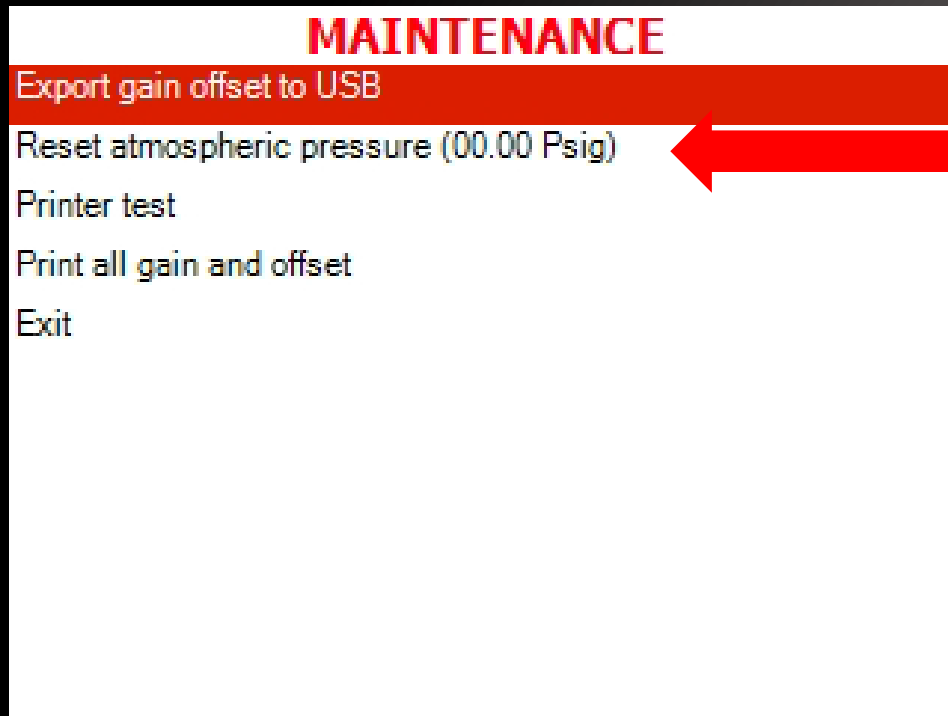 MAINTENANCE
Export gain offset to USB
Reset atmospheric pressure (00.00 Psig)
Printer test
Print all gain and offset
Exit